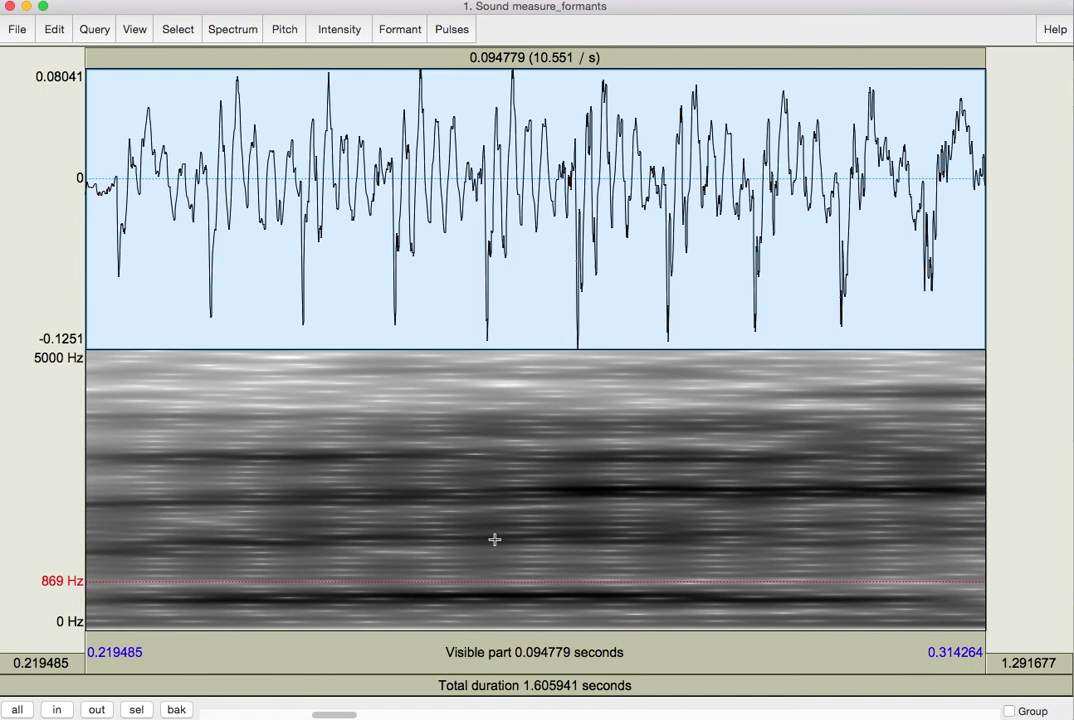 1. Sound measure_formants
File Edit Query View Select Spectrum Pitch Intensity Formant Pulses Help
0.094779 (10.551 / s)
0.08041
0
-0.1251
5000 Hz
869 Hz
0 Hz
0.219485 Visible part 0.094779 seconds 0.314264
0.219485 1.291677
Total duration 1.605941 seconds
all in out sel bak Group